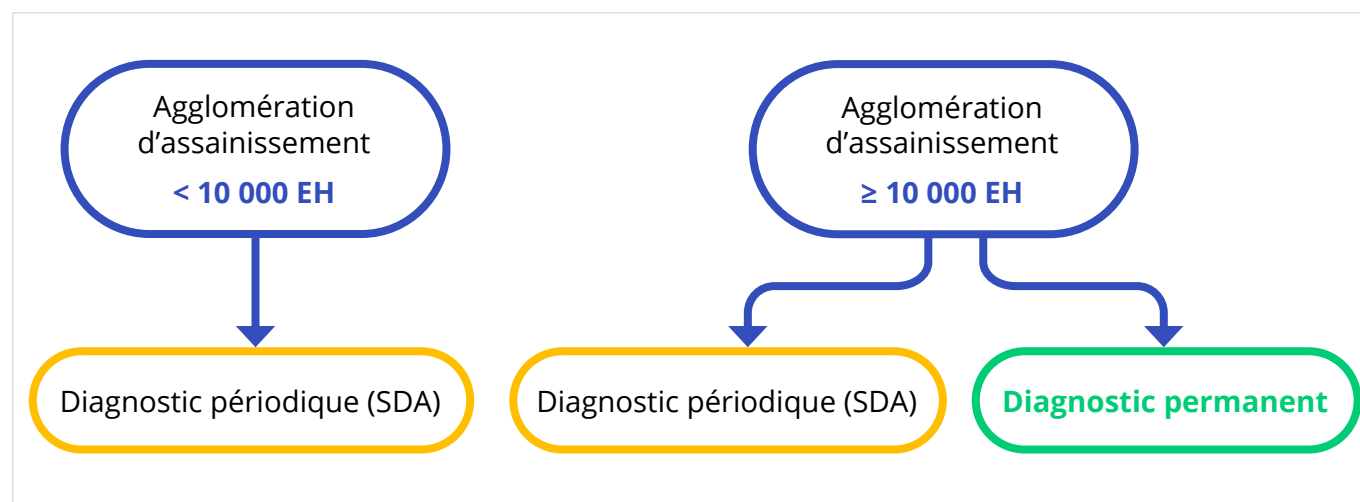 Agglomération
d’assainissement
< 10 000 EH
Agglomération
d’assainissement
≥ 10 000 EH
Diagnostic périodique (SDA)
Diagnostic périodique (SDA)
Diagnostic permanent